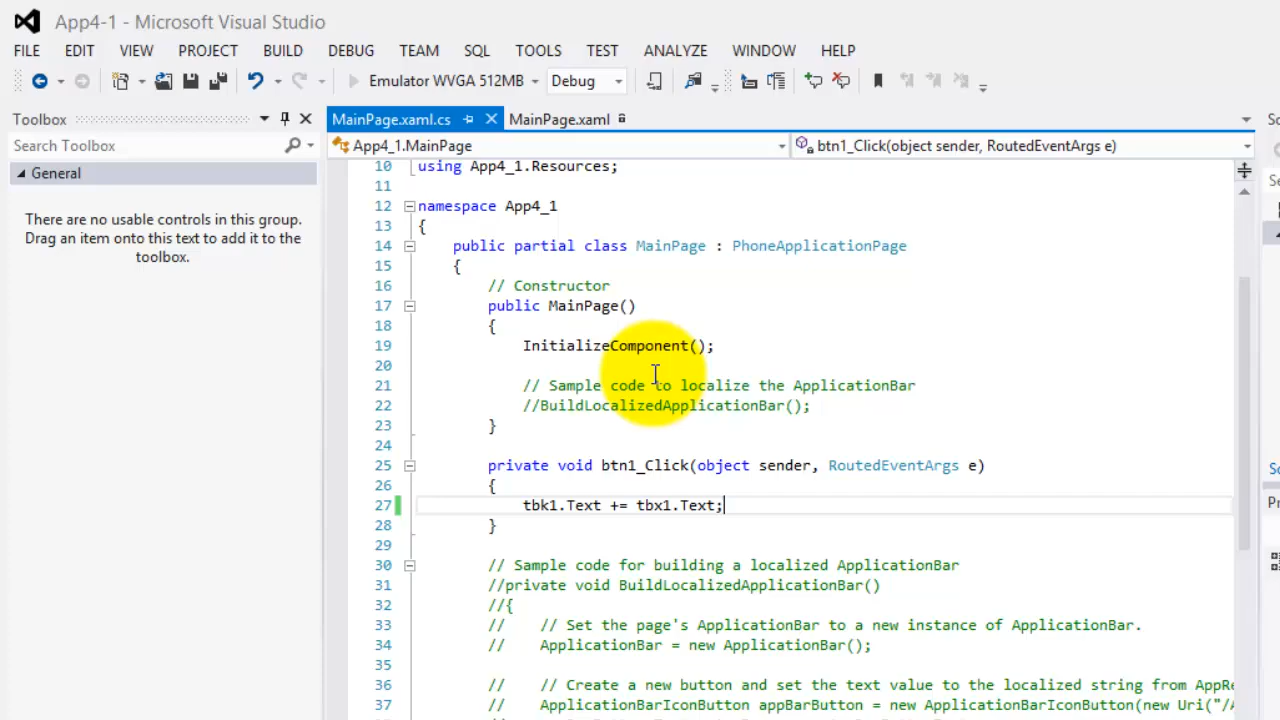 App4-1 - Microsoft Visual Studio
FILE EDIT VIEW PROJECT BUILD DEBUG TEAM SQL TOOLS TEST ANALYZE WINDOW HELP
Emulator WVGA 512MB Debug
Toolbox
MainPage.xaml.cs MainPage.xaml
Search Toolbox
App4_1.MainPage btn1_Click(object sender, RoutedEventArgs e)
General
There are no usable controls in this group.
Drag an item onto this text to add it to the
toolbox.
10 using App4_1.Resources;
11
12 namespace App4_1
13 {
14 public partial class MainPage : PhoneApplicationPage
15 {
16 // Constructor
17 public MainPage()
18 {
19 InitializeComponent();
20
21 // Sample code to localize the ApplicationBar
22 //BuildLocalizedApplicationBar();
23 }
24
25 private void btn1_Click(object sender, RoutedEventArgs e)
26 {
27 tbk1.Text += tbx1.Text;
28 }
29
30 // Sample code for building a localized ApplicationBar
31 //private void BuildLocalizedApplicationBar()
32 //{
33 // // Set the page's ApplicationBar to a new instance of ApplicationBar.
34 // ApplicationBar = new ApplicationBar();
35
36 // // Create a new button and set the text value to the localized string from AppRe
37 // ApplicationBarIconButton appBarButton = new ApplicationBarIconButton(new Uri("/A